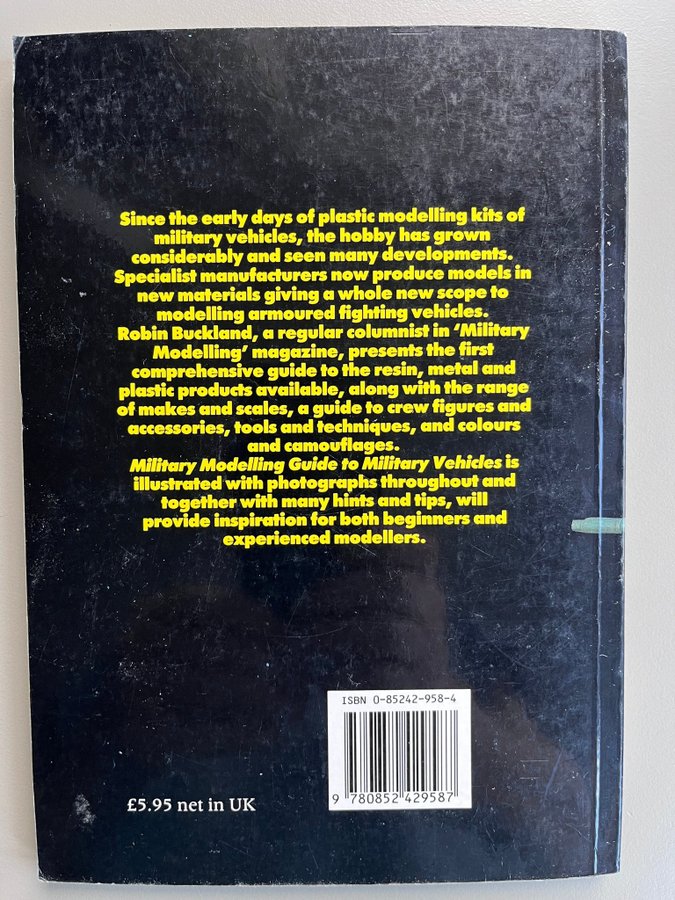 Since the early days of plastic modelling kits of
military vehicles, the hobby has grown
considerably and seen many developments.
Specialist manufacturers now produce models in
new materials giving a whole new scope to
modelling armoured fighting vehicles.
Robin Buckland, a regular columnist in ‘Military
Modelling’ magazine, presents the first
comprehensive guide to the resin, metal and
plastic products available, along with the range
of makes and scales, a guide to crew figures and
accessories, tools and techniques, and colours
and camouflages.
Military Modelling Guide to Military Vehicles is
illustrated with photographs throughout and
together with many hints and tips, will
provide inspiration for both beginners and
experienced modellers.
ISBN 0-85242-958-4
9 780852 429587
£5.95 net in UK